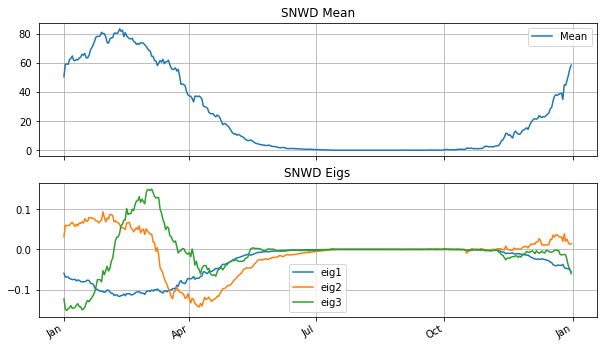 SNWD Mean
80
60
40
20
0
Mean
SNWD Eigs
0.1
0.0
−0.1
eig1
eig2
eig3
Jan
Apr
Jul
Oct
Jan